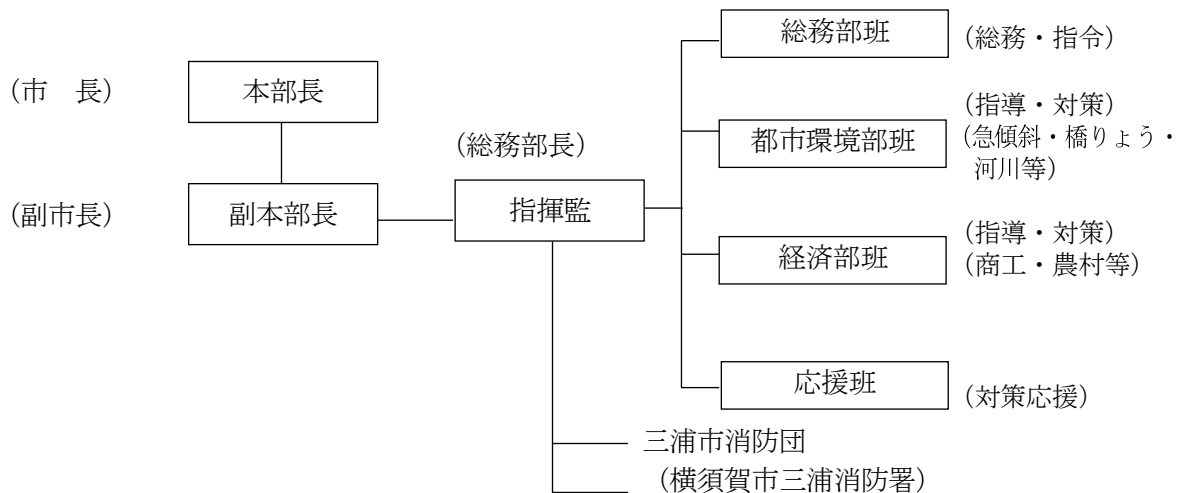 (市　長)
本部長
(副市長)
副本部長
(総務部長)
指揮監
総務部班
(総務・指令)
都市環境部班
(指導・対策)
(急傾斜・橋りょう・
河川等)
経済部班
(指導・対策)
(商工・農村等)
応援班
(対策応援)
三浦市消防団
(横須賀市三浦消防署)